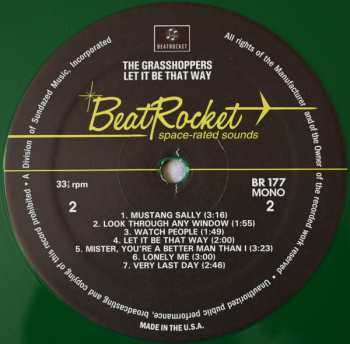 BEATROCKET
THE GRASSHOPPERS
LET IT BE THAT WAY
BeatRocket
space-rated sounds
33⅓ rpm
BR 177
MONO
2
2
1. MUSTANG SALLY (3:16)
2. LOOK THROUGH ANY WINDOW (1:55)
3. WATCH PEOPLE (1:49)
4. LET IT BE THAT WAY (2:00)
5. MISTER, YOU'RE A BETTER MAN THAN I (3:23)
6. LONELY ME (3:00)
7. VERY LAST DAY (2:46)
All rights of the Manufacturer and of the Owner of the recorded work reserved. • Unauthorized public performance, broadcasting and copying of this record prohibited • A Division of Sundazed Music, Incorporated
MADE IN THE U.S.A.